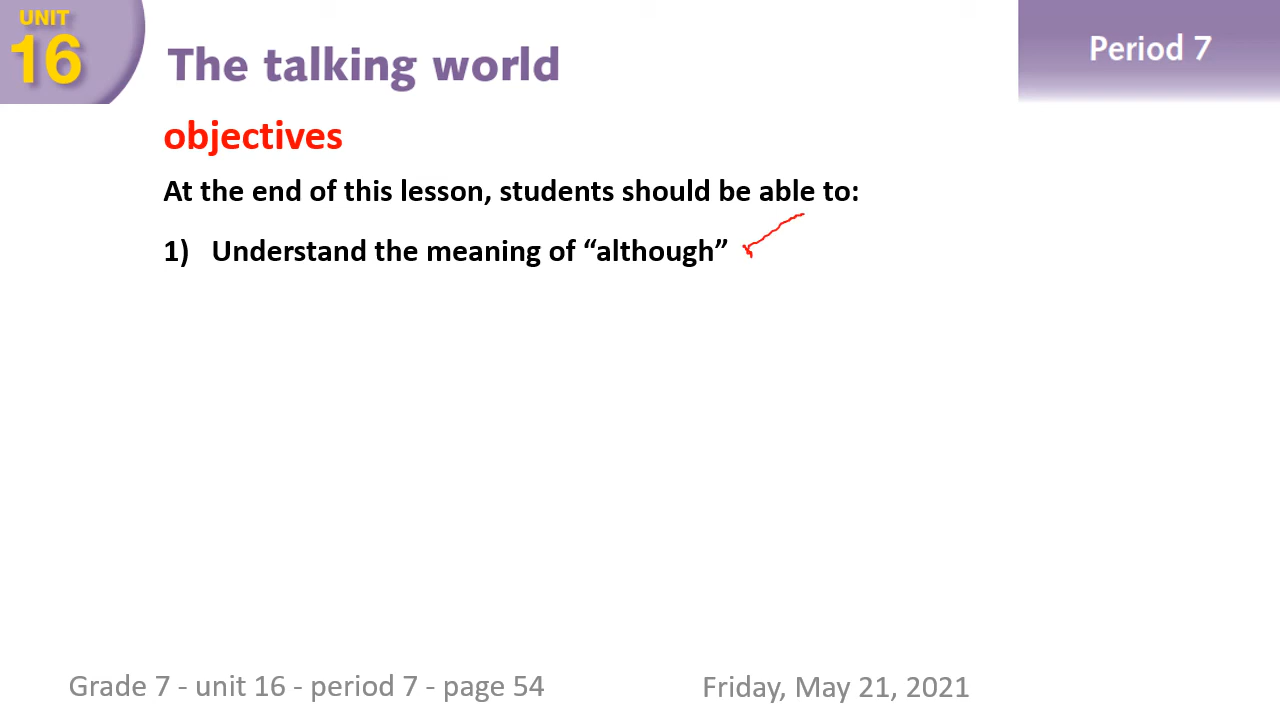 UNIT
16
The talking world
Period 7
objectives
At the end of this lesson, students should be able to:
1) Understand the meaning of “although”
Grade 7 - unit 16 - period 7 - page 54
Friday, May 21, 2021